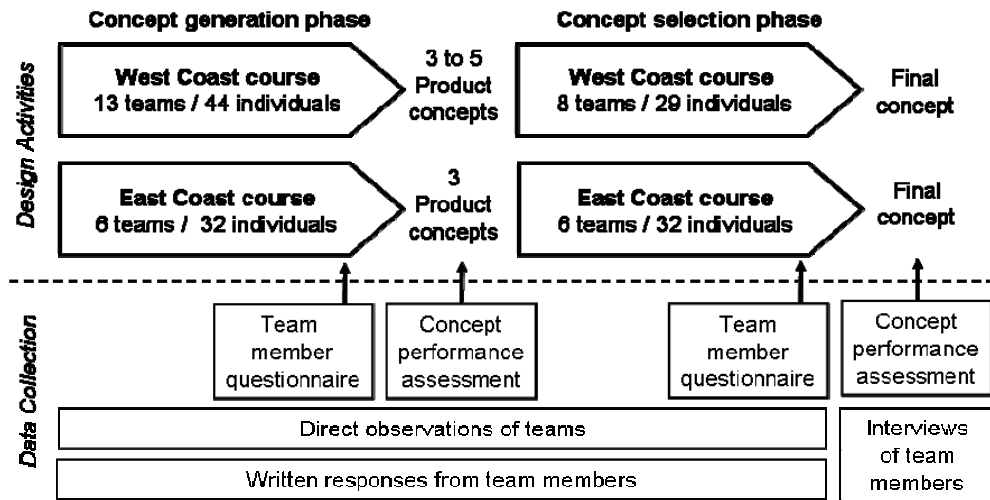 Concept generation phase
Concept selection phase
Design Activities
West Coast course
13 teams / 44 individuals
3 to 5
Product
concepts
West Coast course
8 teams / 29 individuals
Final
concept
East Coast course
6 teams / 32 individuals
3
Product
concepts
East Coast course
6 teams / 32 individuals
Final
concept
Data Collection
Team
member
questionnaire
Concept
performance
assessment
Team
member
questionnaire
Concept
performance
assessment
Direct observations of teams
Written responses from team members
Interviews
of team
members